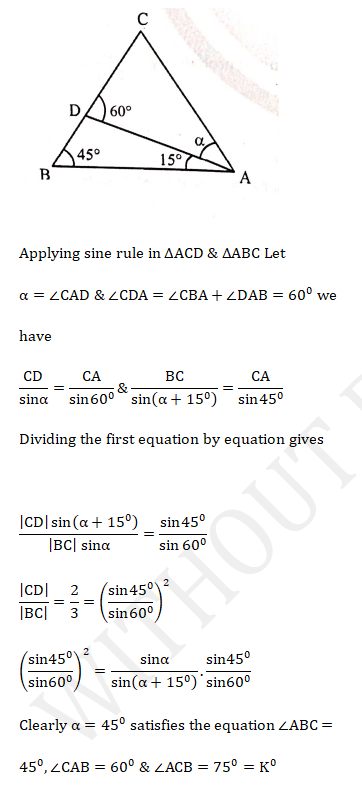 C
D 60°
α
45° 15°
B A
Applying sine rule in ΔACD & ΔABC Let
α = ∠CAD & ∠CDA = ∠CBA + ∠DAB = 60⁰ we
have
CD/sinα = CA/sin60⁰ & BC/sin(α + 15⁰) = CA/sin45⁰
Dividing the first equation by equation gives
|CD| sin(α + 15⁰)/|BC| sinα = sin45⁰/sin 60⁰
|CD|/|BC| = 2/3 = (sin45⁰/sin60⁰)²
(sin45⁰/sin60⁰)² = sinα/sin(α + 15⁰) · sin45⁰/sin60⁰
Clearly α = 45⁰ satisfies the equation ∠ABC =
45⁰, ∠CAB = 60⁰ & ∠ACB = 75⁰ = K⁰
WITHOUT